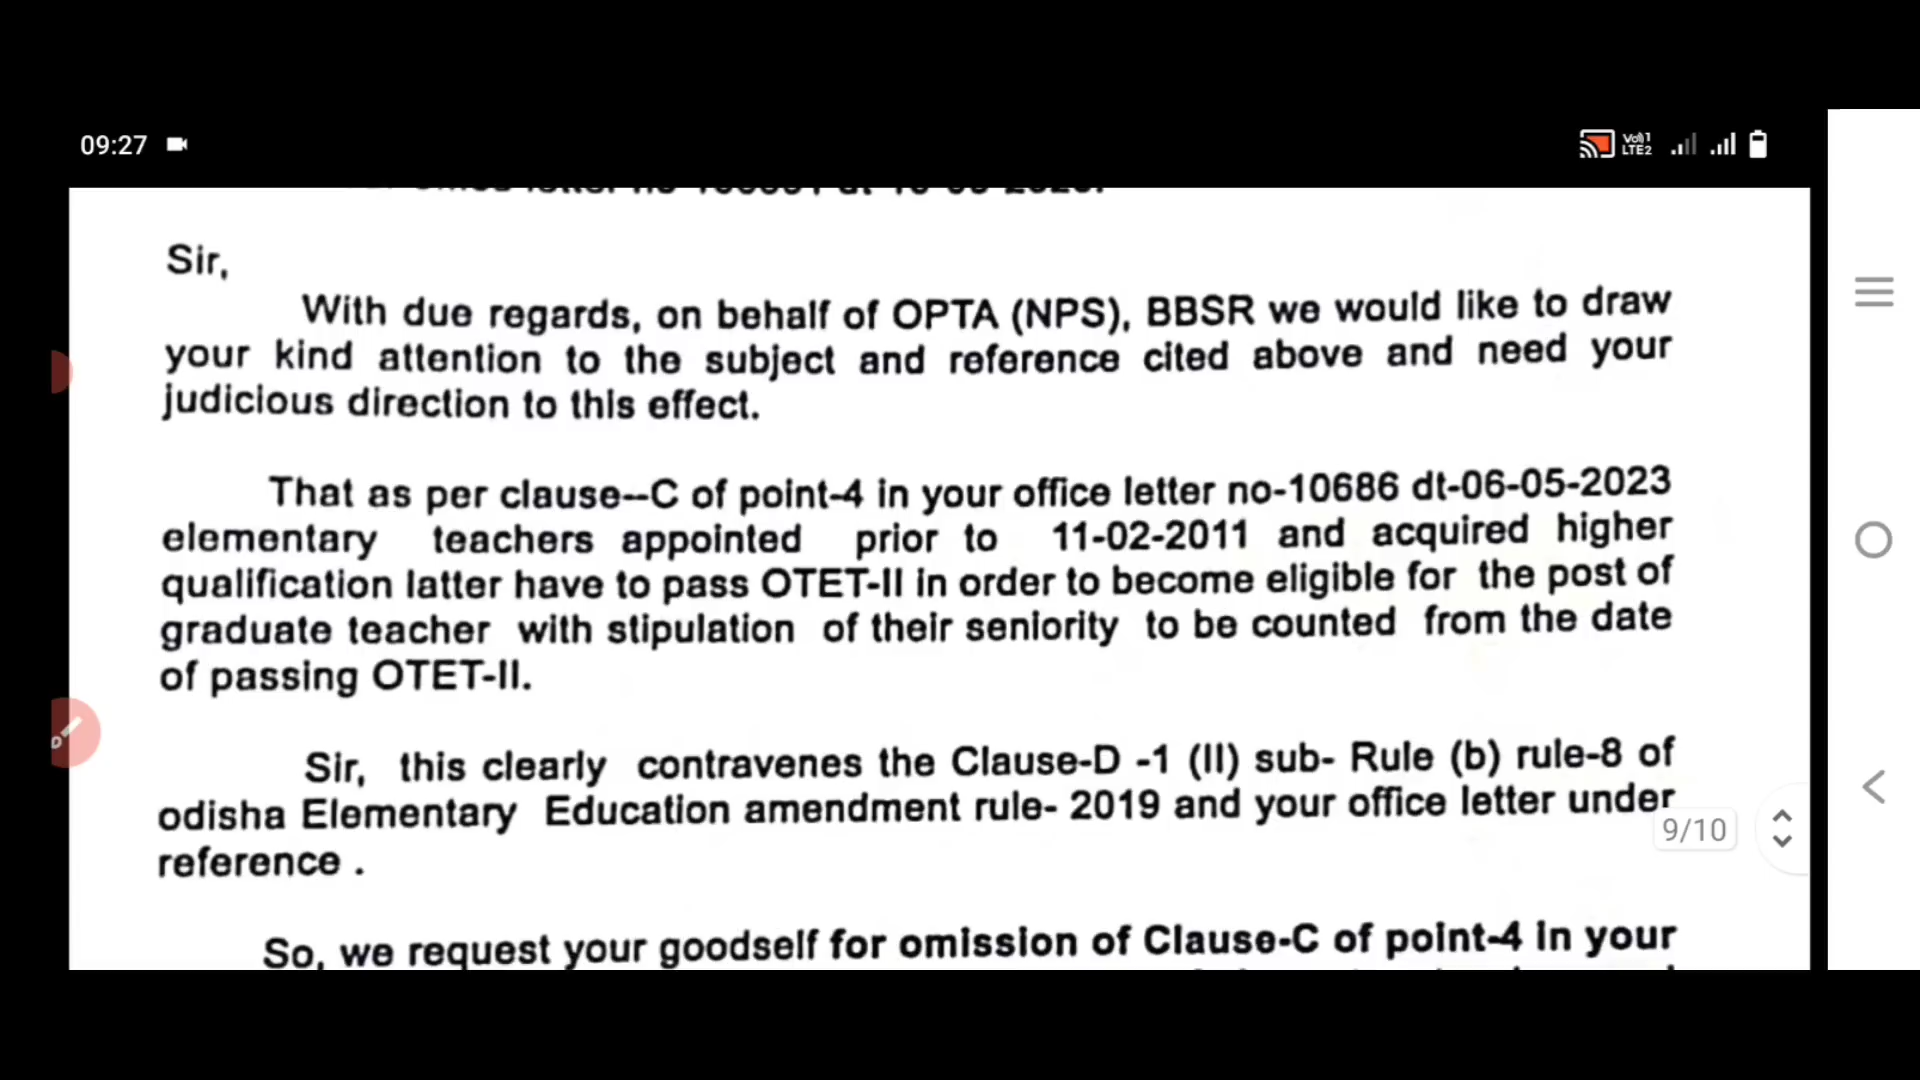 09:27
Vo)) 1
LTE2
Sir,
With due regards, on behalf of OPTA (NPS), BBSR we would like to draw
your kind attention to the subject and reference cited above and need your
judicious direction to this effect.
That as per clause--C of point-4 in your office letter no-10686 dt-06-05-2023
elementary teachers appointed prior to 11-02-2011 and acquired higher
qualification latter have to pass OTET-II in order to become eligible for the post of
graduate teacher with stipulation of their seniority to be counted from the date
of passing OTET-II.
Sir, this clearly contravenes the Clause-D -1 (II) sub- Rule (b) rule-8 of
odisha Elementary Education amendment rule- 2019 and your office letter under
reference .
9/10
So, we request your goodself for omission of Clause-C of point-4 in your